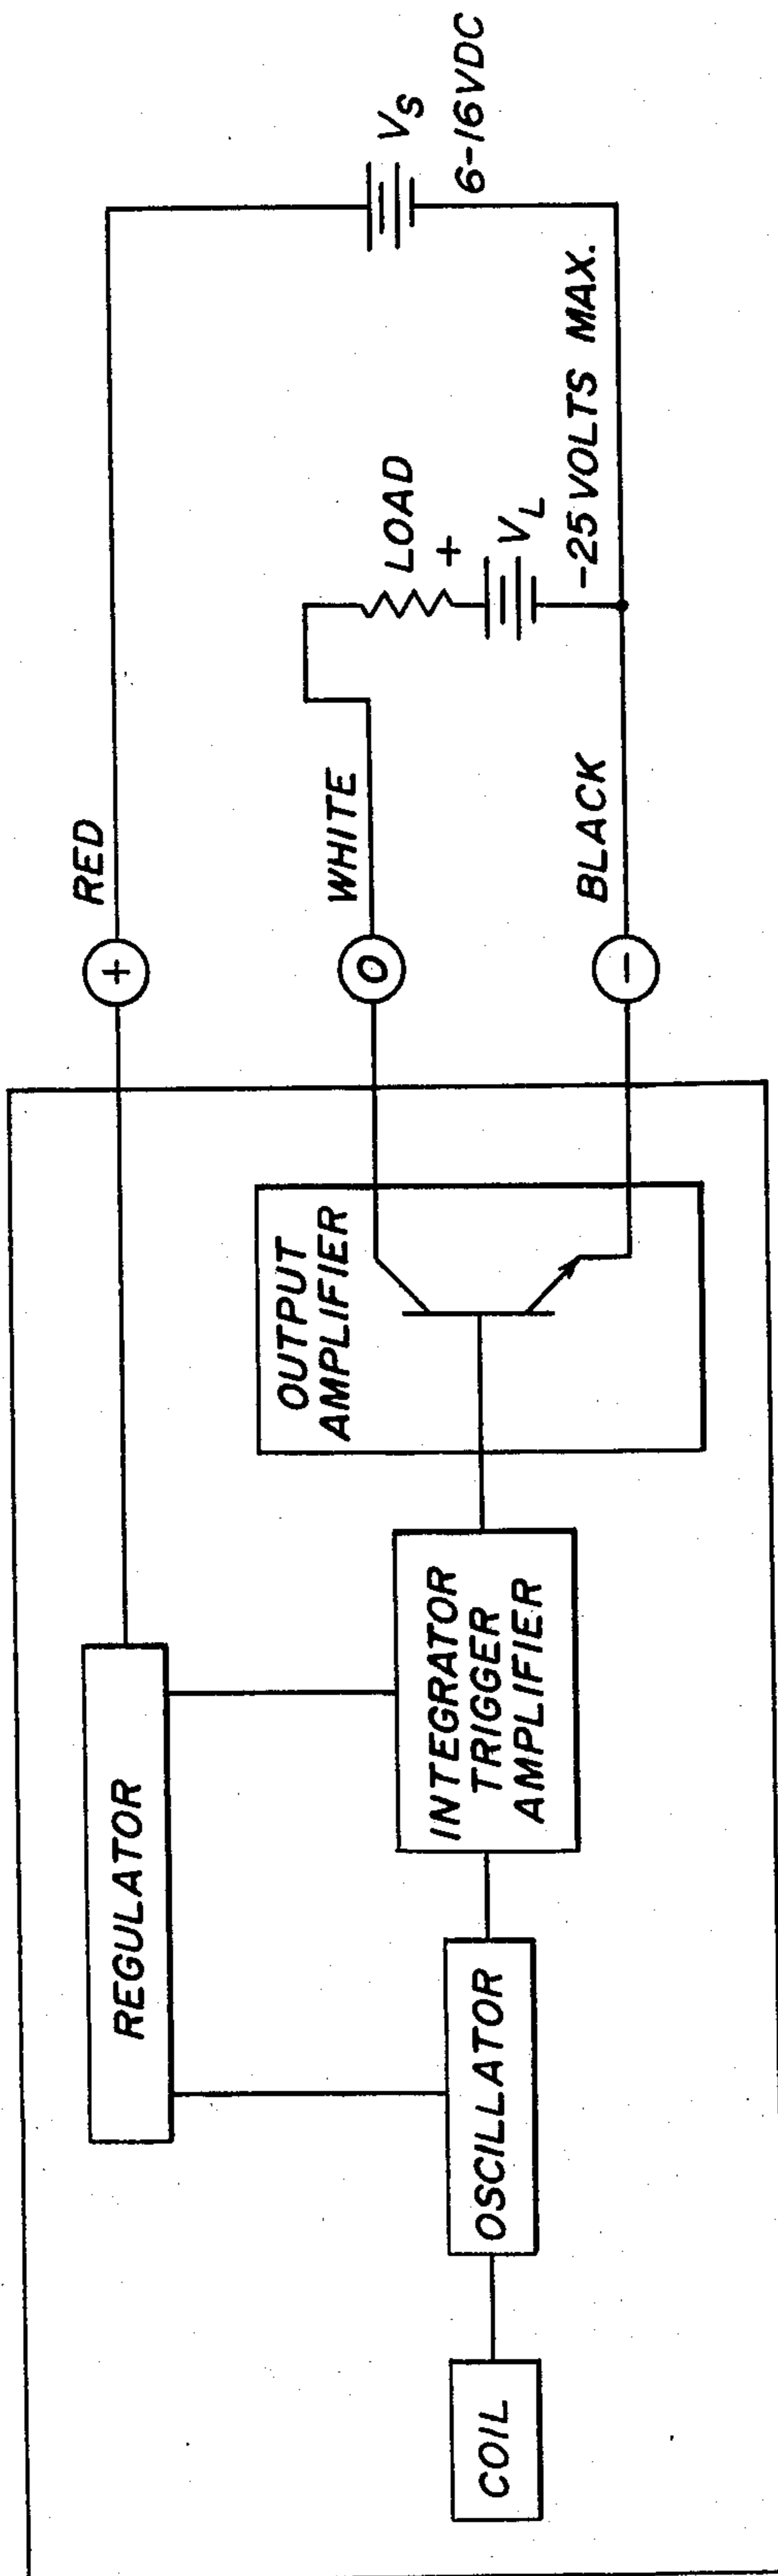 COIL
OSCILLATOR
REGULATOR
INTEGRATOR
TRIGGER
AMPLIFIER
OUTPUT
AMPLIFIER
+
O
-
RED
WHITE
BLACK
LOAD
+
VL
-25 VOLTS MAX.
VS
6-16VDC